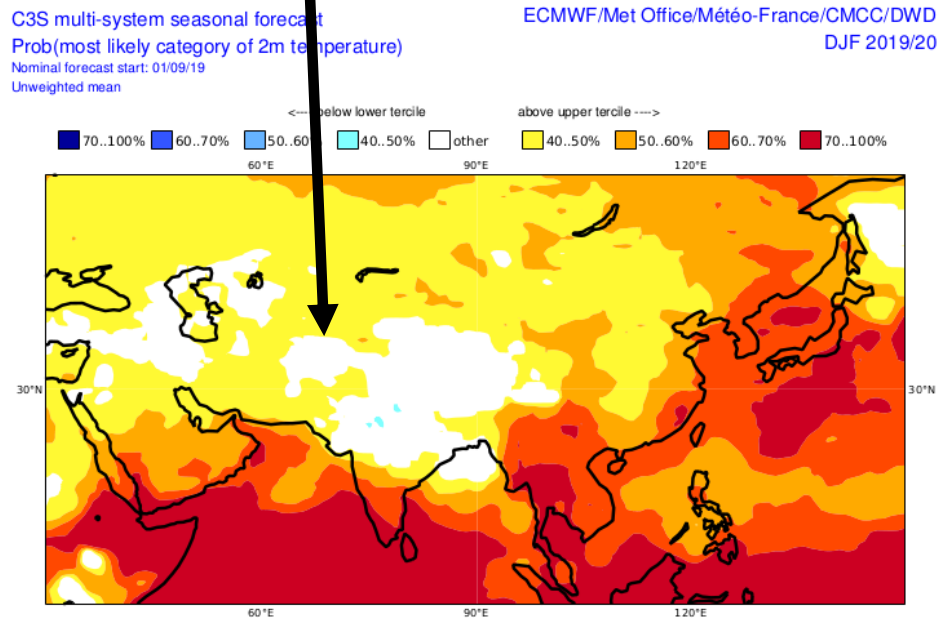 C3S multi-system seasonal forecast
ECMWF/Met Office/Météo-France/CMCC/DWD
Prob(most likely category of 2m temperature)
DJF 2019/20
Nominal forecast start: 01/09/19
Unweighted mean
<---- below lower tercile
above upper tercile ---->
70..100% 60..70% 50..60% 40..50% other 40..50% 50..60% 60..70% 70..100%
60°E 90°E 120°E
30°N 30°N
60°E 90°E 120°E